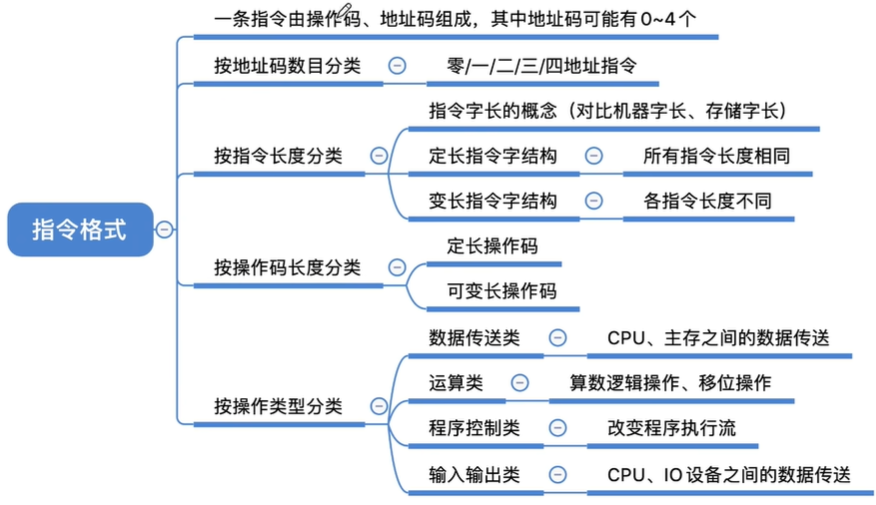 一条指令由操作码、地址码组成，其中地址码可能有0~4个
按地址码数目分类
零/一/二/三/四地址指令
指令字长的概念（对比机器字长、存储字长）
按指令长度分类
定长指令字结构
所有指令长度相同
变长指令字结构
各指令长度不同
指令格式
定长操作码
按操作码长度分类
可变长操作码
数据传送类
CPU、主存之间的数据传送
运算类
算数逻辑操作、移位操作
按操作类型分类
程序控制类
改变程序执行流
输入输出类
CPU、IO设备之间的数据传送